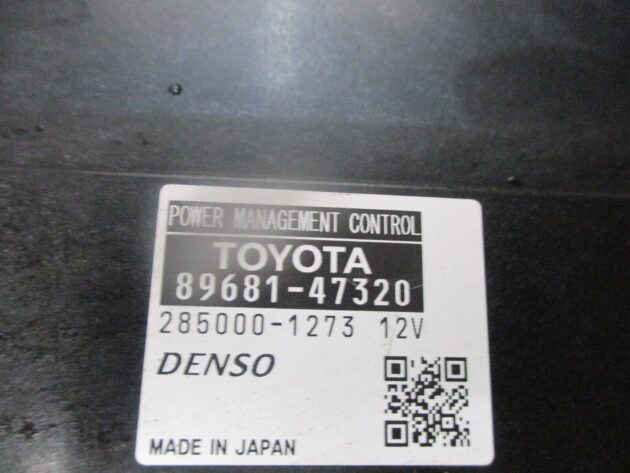 POWER MANAGEMENT CONTROL
TOYOTA
89681-47320
285000-1273 12V
DENSO
MADE IN JAPAN